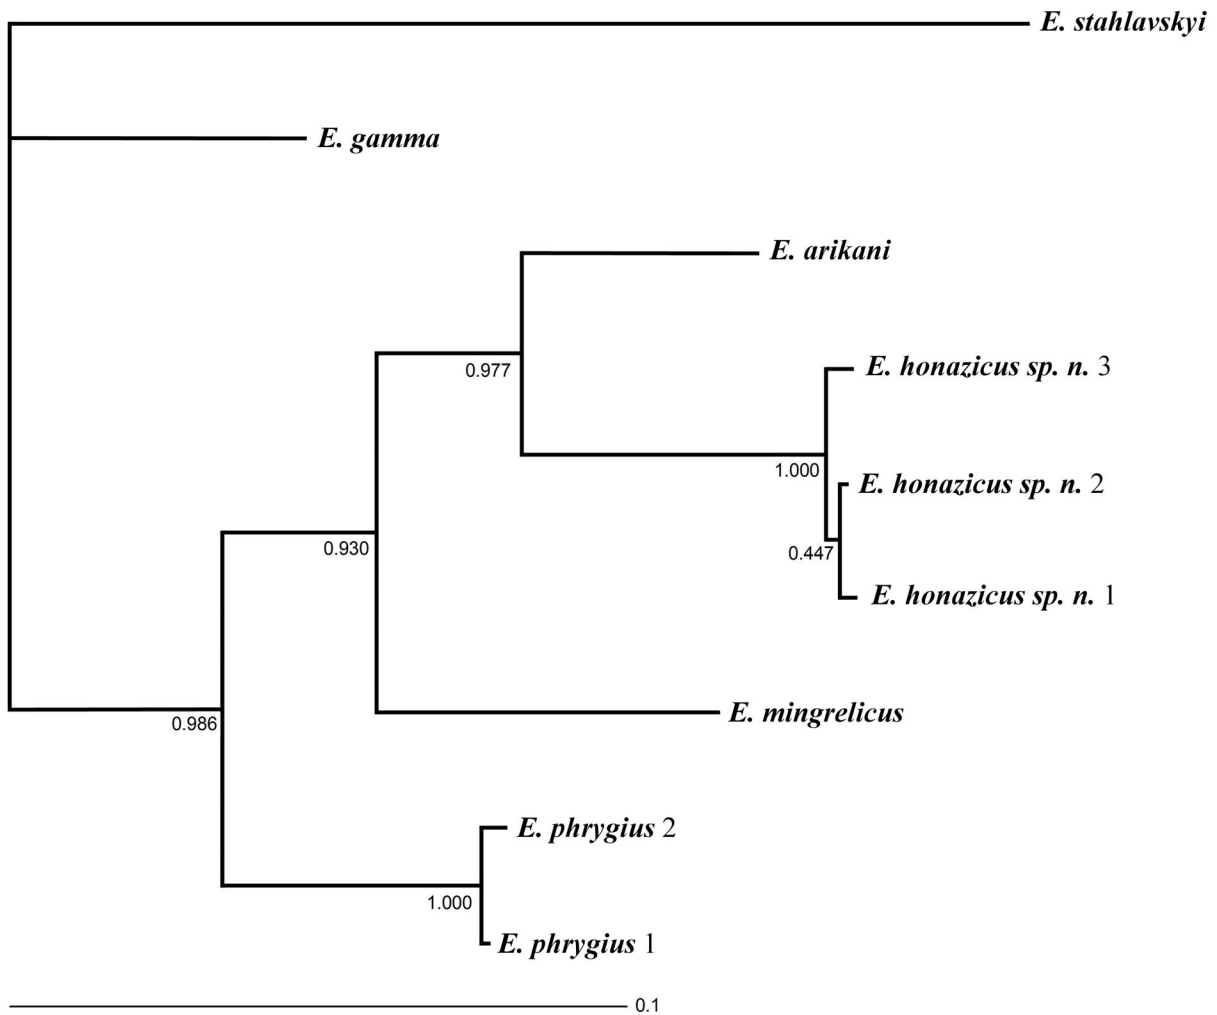 E. stahlavskyi
E. gamma
E. arikani
E. honazicus sp. n. 3
0.977
1.000
E. honazicus sp. n. 2
0.930
0.447
E. honazicus sp. n. 1
E. mingrelicus
0.986
E. phrygius 2
1.000
E. phrygius 1
0.1